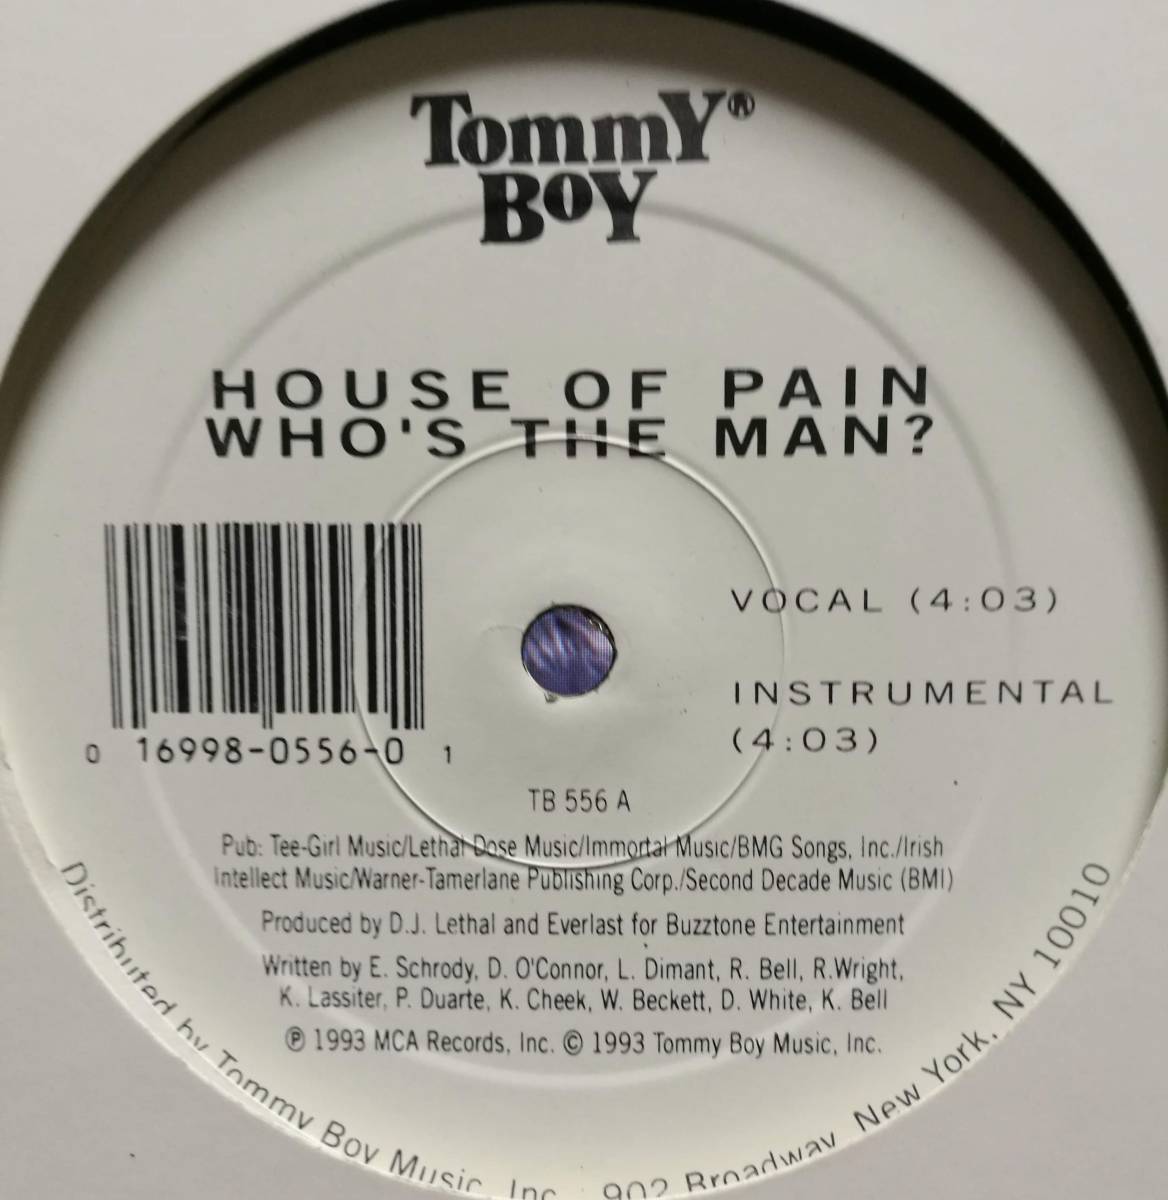 Tommy®
Boy
HOUSE OF PAIN
WHO'S THE MAN?
VOCAL (4:03)
INSTRUMENTAL
(4:03)
0 16998-0556-0 1
TB 556 A
Pub: Tee-Girl Music/Lethal Dose Music/Immortal Music/BMG Songs, Inc./Irish
Intellect Music/Warner-Tamerlane Publishing Corp./Second Decade Music (BMI)
Produced by D.J. Lethal and Everlast for Buzztone Entertainment
Written by E. Schrody, D. O'Connor, L. Dimant, R. Bell, R.Wright,
K. Lassiter, P. Duarte, K. Cheek, W. Beckett, D. White, K. Bell
℗ 1993 MCA Records, Inc. © 1993 Tommy Boy Music, Inc.
Distributed by Tommy Boy Music, Inc. 902 Broadway, New York, NY 10010